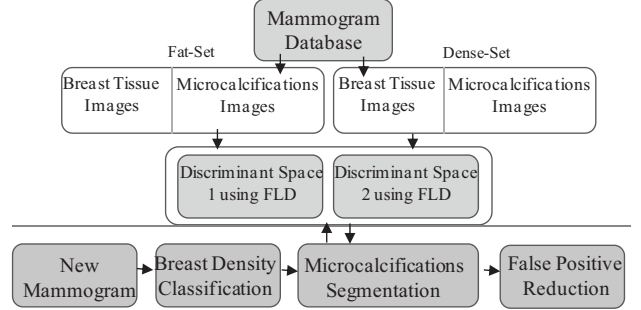 Mammogram
Database
Fat-Set
Dense-Set
Breast Tissue
Images
Microcalcifications
Images
Breast Tissue
Images
Microcalcifications
Images
Discriminant Space
1 using FLD
Discriminant Space
2 using FLD
New
Mammogram
Breast Density
Classification
Microcalcifications
Segmentation
False Positive
Reduction